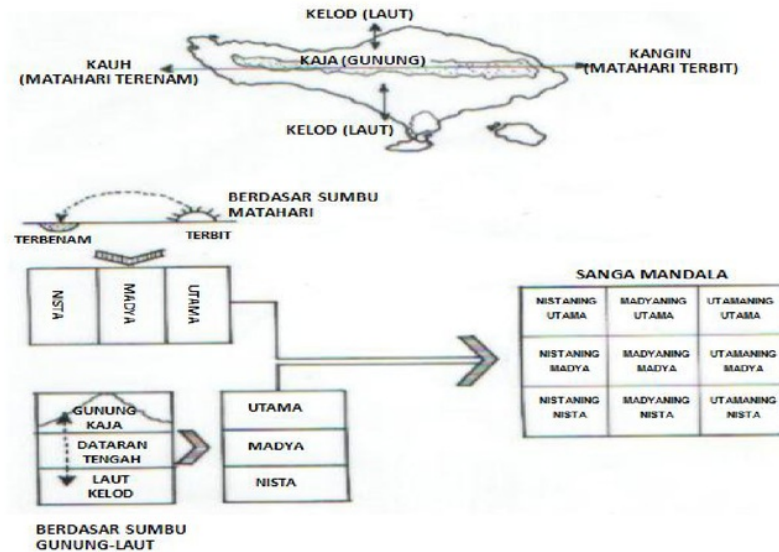 KELOD (LAUT)
KAUH
(MATAHARI TERENAM)
KAJA (GUNUNG)
KANGIN
(MATAHARI TERBIT)
KELOD (LAUT)
BERDASAR SUMBU
MATAHARI
TERBENAM
TERBIT
NSTA
MADYA
UTAMA
SANGA MANDALA
NISTANING
UTAMA
MADYANING
UTAMA
UTAMANING
UTAMA
NISTANING
MADYA
MADYANING
MADYA
UTAMANING
MADYA
NISTANING
NISTA
MADYANING
NISTA
UTAMANING
NISTA
GUNUNG
KAJA
DATARAN
TENGAH
LAUT
KELOD
UTAMA
MADYA
NISTA
BERDASAR SUMBU
GUNUNG-LAUT